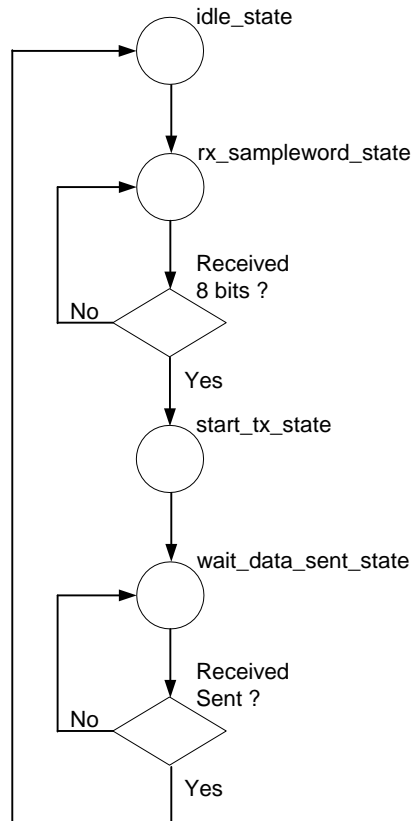 idle_state
rx_sampleword_state
Received
8 bits ?
No
Yes
start_tx_state
wait_data_sent_state
Received
Sent ?
No
Yes